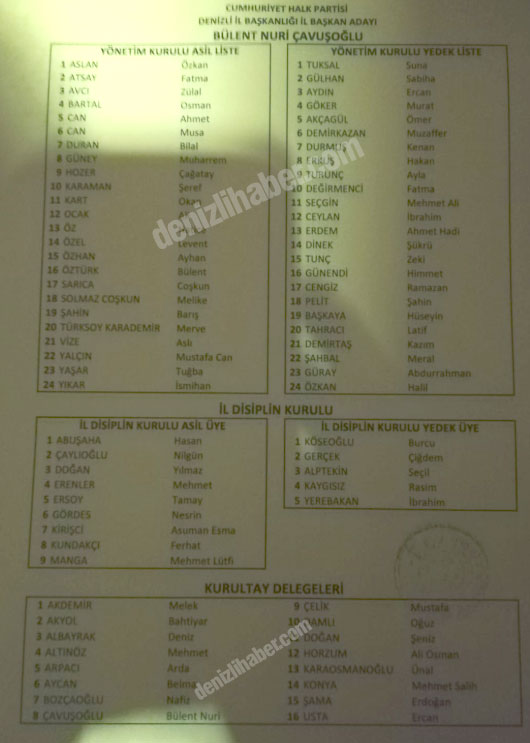 CUMHURİYET HALK PARTİSİ
DENİZLİ İL BAŞKANLIĞI İL BAŞKAN ADAYI
BÜLENT NURİ ÇAVUŞOĞLU
YÖNETİM KURULU ASİL LİSTE
1 ASLAN Özkan
2 ATSAY Fatma
3 AVCI Zülal
4 BARTAL Osman
5 CAN Ahmet
6 CAN Musa
7 DURAN Bilal
8 GÜNEY Muharrem
9 HOZER Çağatay
10 KARAMAN Şeref
11 KART Okan
12 OCAK
13 ÖZ
14 ÖZEL Levent
15 ÖZHAN Ayhan
16 ÖZTÜRK Bülent
17 SARICA Coşkun
18 SOLMAZ COŞKUN Melike
19 ŞAHİN Barış
20 TÜRKSOY KARADEMİR Merve
21 VİZE Aslı
22 YALÇIN Mustafa Can
23 YAŞAR Tuğba
24 YIKAR İsmihan
YÖNETİM KURULU YEDEK LİSTE
1 TUKSAL Suna
2 GÜLHAN Sabiha
3 AYDIN Ercan
4 GÖKER Murat
5 AKÇAGÜL Ömer
6 DEMİRKAZAN Muzaffer
7 DURMUŞ Kenan
8 ERKUŞ Hakan
9 TURUNÇ Ayla
10 DEĞİRMENCİ Fatma
11 SEÇGİN Mehmet Ali
12 CEYLAN İbrahim
13 ERDEM Ahmet Hadi
14 DİNEK Şükrü
15 TUNÇ Zeki
16 GÜNENDİ Himmet
17 CENGİZ Ramazan
18 PELİT Şahin
19 BAŞKAYA Hüseyin
20 TAHRACI Latif
21 DEMİRTAŞ Kazım
22 ŞAHBAL Meral
23 GÜRAY Abdurrahman
24 ÖZKAN Halil
denizlihaber.com
İL DİSİPLİN KURULU
İL DİSİPLİN KURULU ASİL ÜYE
1 ABUŞAHA Hasan
2 ÇAYLIOĞLU Nilgün
3 DOĞAN Yılmaz
4 ERENLER Mehmet
5 ERSOY Tamay
6 GÖRDES Nesrin
7 KİRİŞCİ Asuman Esma
8 KUNDAKÇI Ferhat
9 MANGA Mehmet Lütfi
İL DİSİPLİN KURULU YEDEK ÜYE
1 KÖSEOĞLU Burcu
2 GERÇEK Çiğdem
3 ALPTEKİN Seçil
4 KAYGISIZ Rasim
5 YEREBAKAN İbrahim
KURULTAY DELEGELERİ
1 AKDEMİR Melek
2 AKYOL Bahtiyar
3 ALBAYRAK Deniz
4 ALTINÖZ Mehmet
5 ARPACI Arda
6 AYCAN Belma
7 BOZÇAOĞLU Nafiz
8 ÇAVUŞOĞLU Bülent Nuri
9 ÇELİK Mustafa
10 DAMLI Oğuz
11 DOĞAN Şeniz
12 HORZUM Ali Osman
13 KARAOSMANOĞLU Ünal
14 KONYA Mehmet Salih
15 ŞAMA Erdoğan
16 USTA Ercan
denizlihaber.com